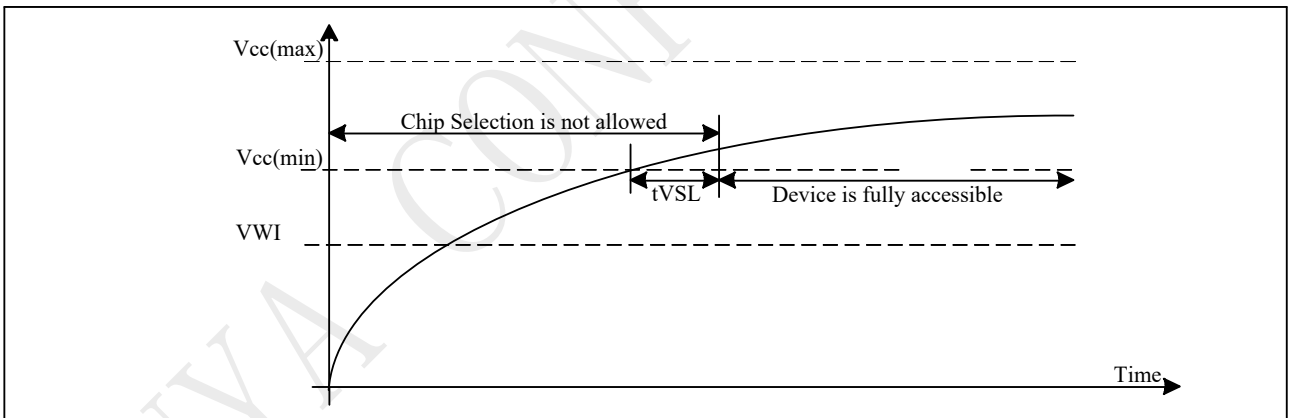 Vcc(max)
Chip Selection is not allowed
Vcc(min)
tVSL
Device is fully accessible
VWI
Time